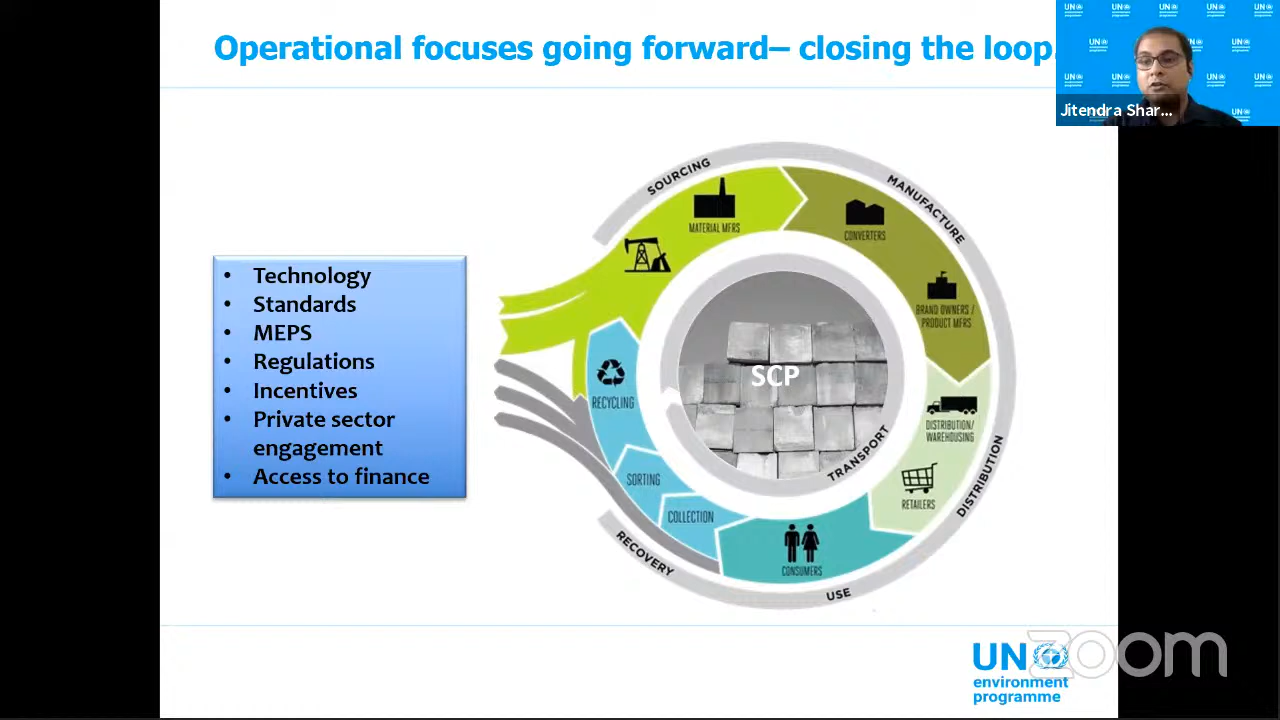 Operational focuses going forward– closing the loop.
Jitendra Shar...
• Technology
• Standards
• MEPS
• Regulations
• Incentives
• Private sector
engagement
• Access to finance
SOURCING
MATERIAL MFRS
MANUFACTURE
CONVERTERS
BRAND OWNERS /
PRODUCT MFRS
DISTRIBUTION/
WAREHOUSING
RETAILERS
DISTRIBUTION
CONSUMERS
USE
COLLECTION
SORTING
RECYCLING
RECOVERY
SCP
TRANSPORT
UN
environment
programme
zoom